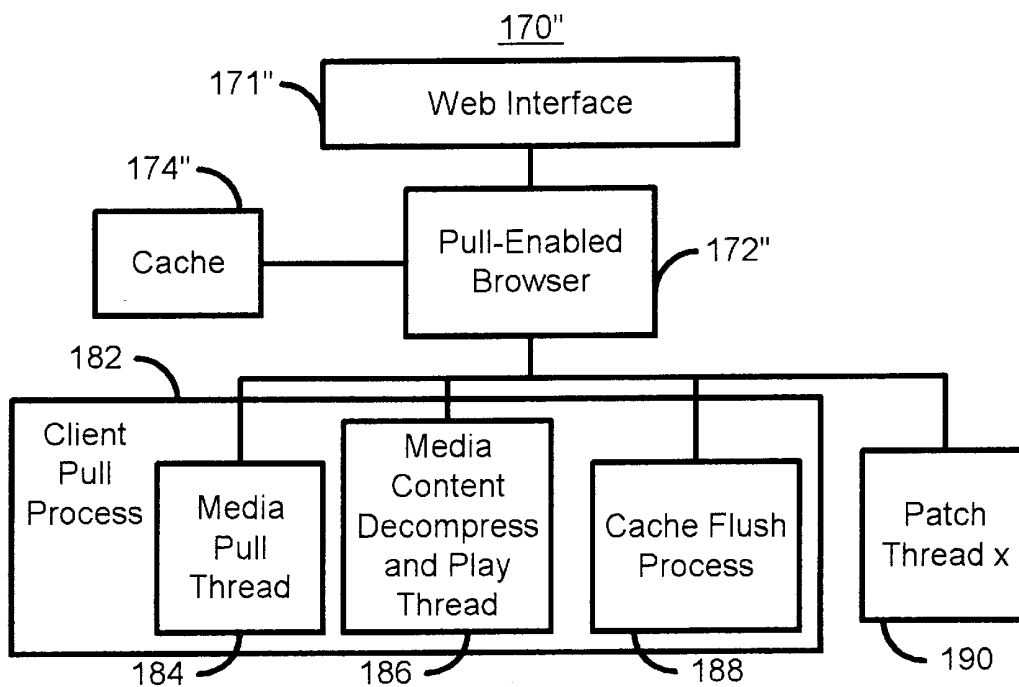 170"
171"
Web Interface
174"
Cache
Pull-Enabled
Browser
172"
182
Client
Pull
Process
Media
Pull
Thread
Media
Content
Decompress
and Play
Thread
Cache Flush
Process
Patch
Thread x
184
186
188
190